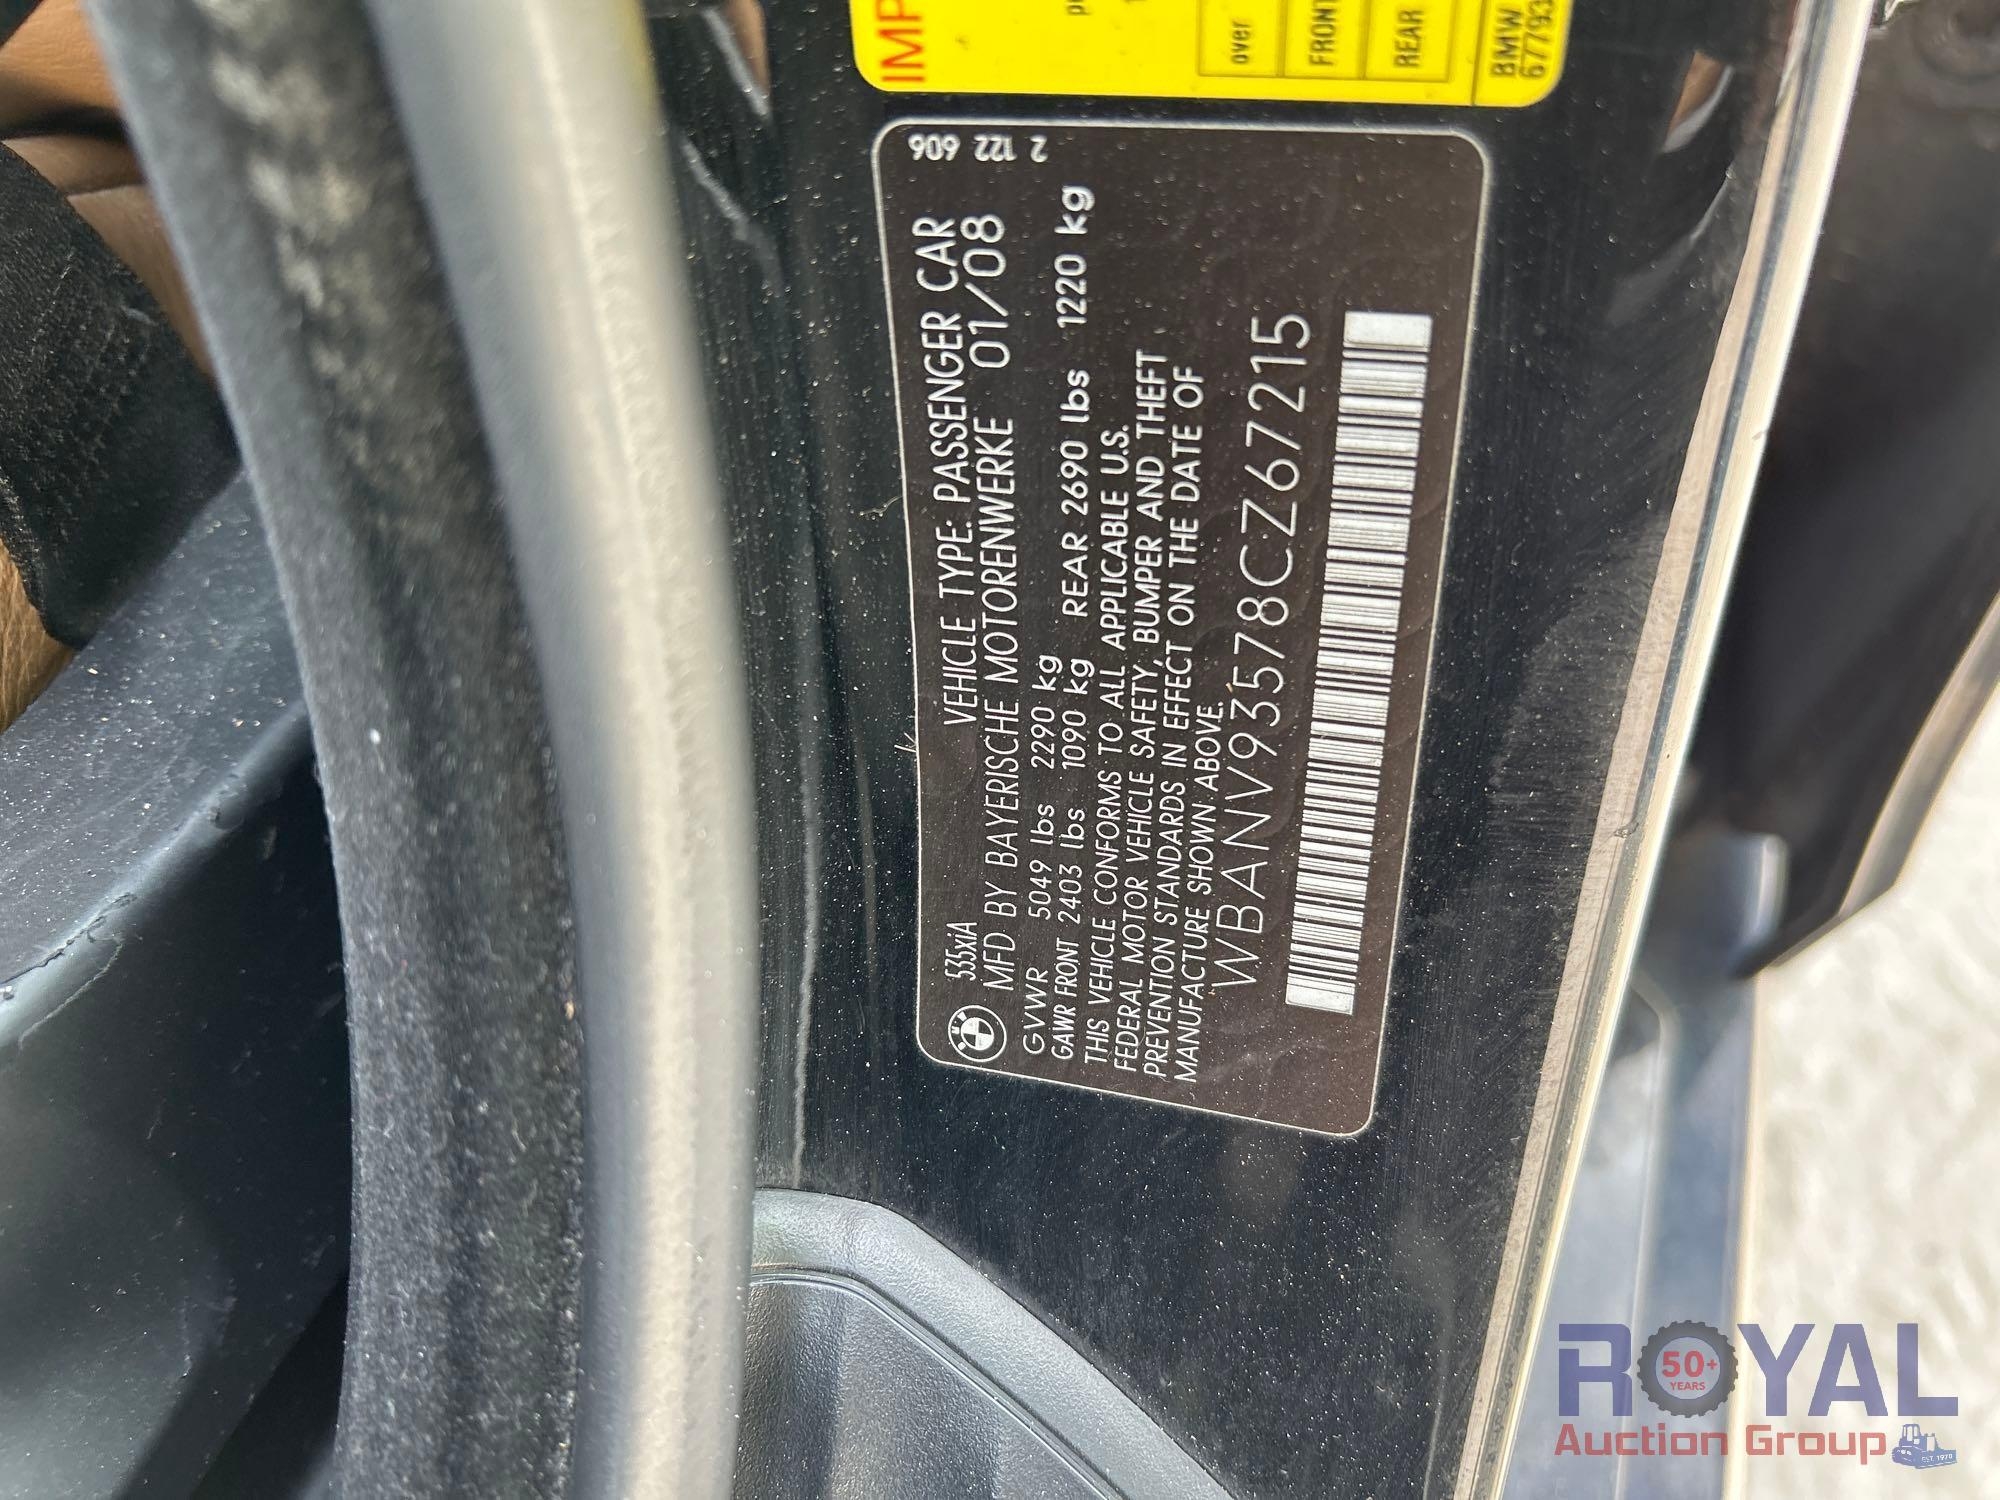 IMP
over
FRONT
REAR
BMW
67793
2 122 606
535xiA VEHICLE TYPE: PASSENGER CAR
MFD BY BAYERISCHE MOTORENWERKE 01/08
GVWR 5049 lbs 2290 kg
GAWR FRONT 2403 lbs 1090 kg REAR 2690 lbs 1220 kg
THIS VEHICLE CONFORMS TO ALL APPLICABLE U.S.
FEDERAL MOTOR VEHICLE SAFETY, BUMPER AND THEFT
PREVENTION STANDARDS IN EFFECT ON THE DATE OF
MANUFACTURE SHOWN ABOVE.
WBANV93578CZ67215
ROYAL
50+
YEARS
Auction Group
EST. 1970